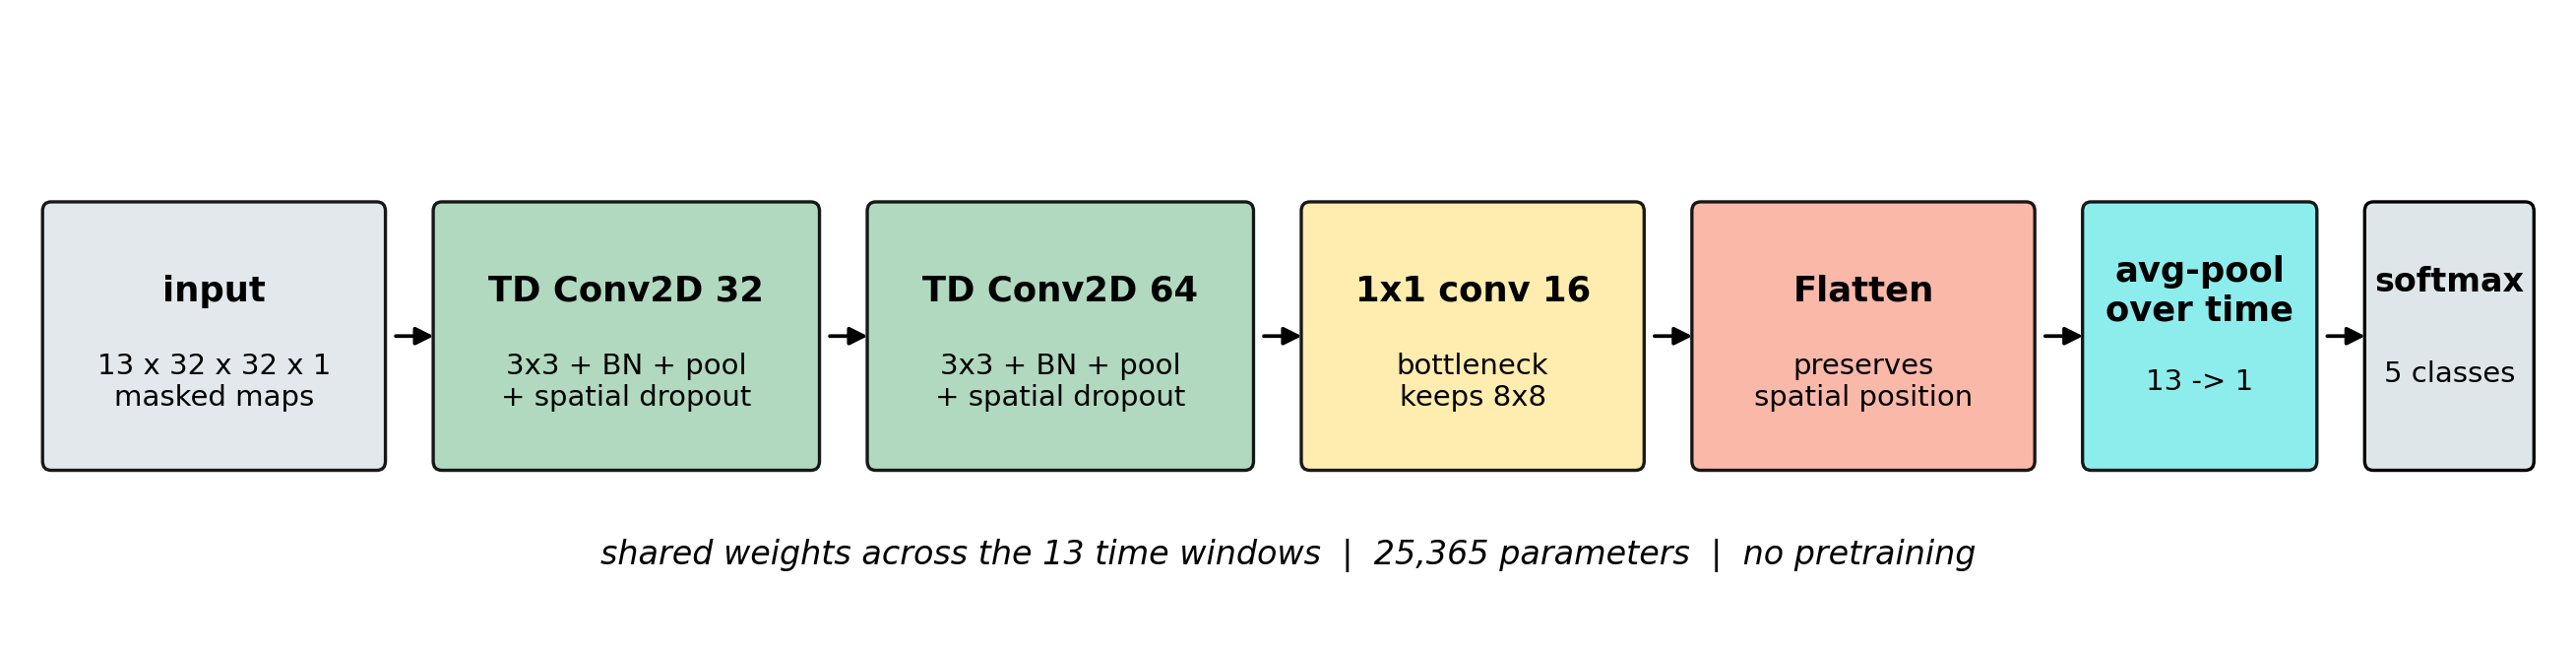 input
13 x 32 x 32 x 1
masked maps
TD Conv2D 32
3x3 + BN + pool
+ spatial dropout
TD Conv2D 64
3x3 + BN + pool
+ spatial dropout
1x1 conv 16
bottleneck
keeps 8x8
Flatten
preserves
spatial position
avg-pool
over time
13 -> 1
softmax
5 classes
shared weights across the 13 time windows | 25,365 parameters | no pretraining